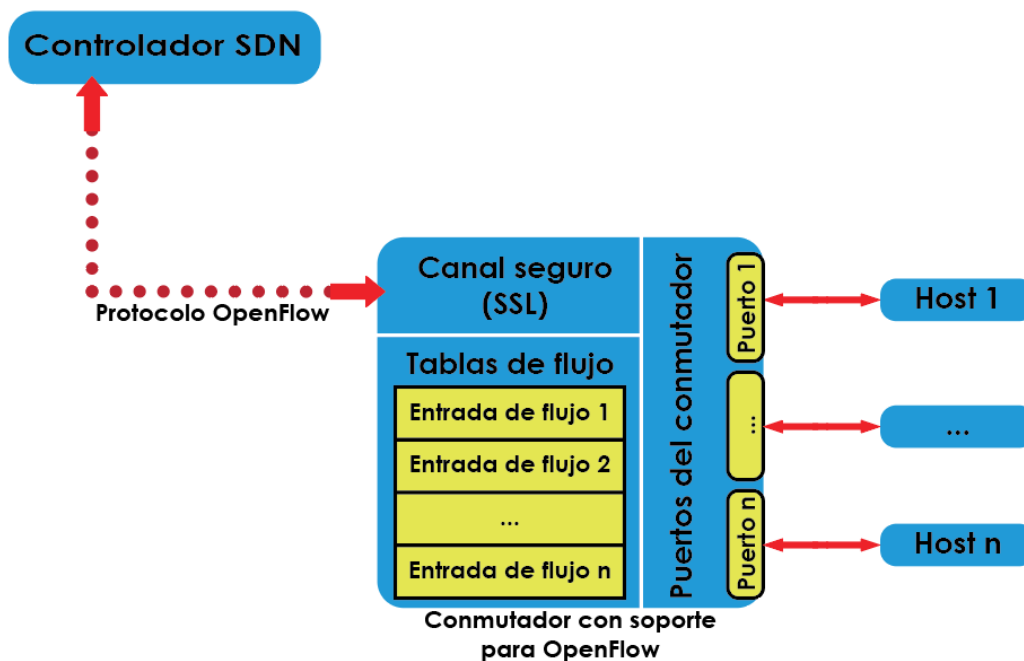 Controlador SDN
Protocolo OpenFlow
Canal seguro
(SSL)
Tablas de flujo
Entrada de flujo 1
Entrada de flujo 2
...
Entrada de flujo n
Puertos del conmutador
Puerto 1
...
Puerto n
Host 1
...
Host n
Conmutador con soporte
para OpenFlow